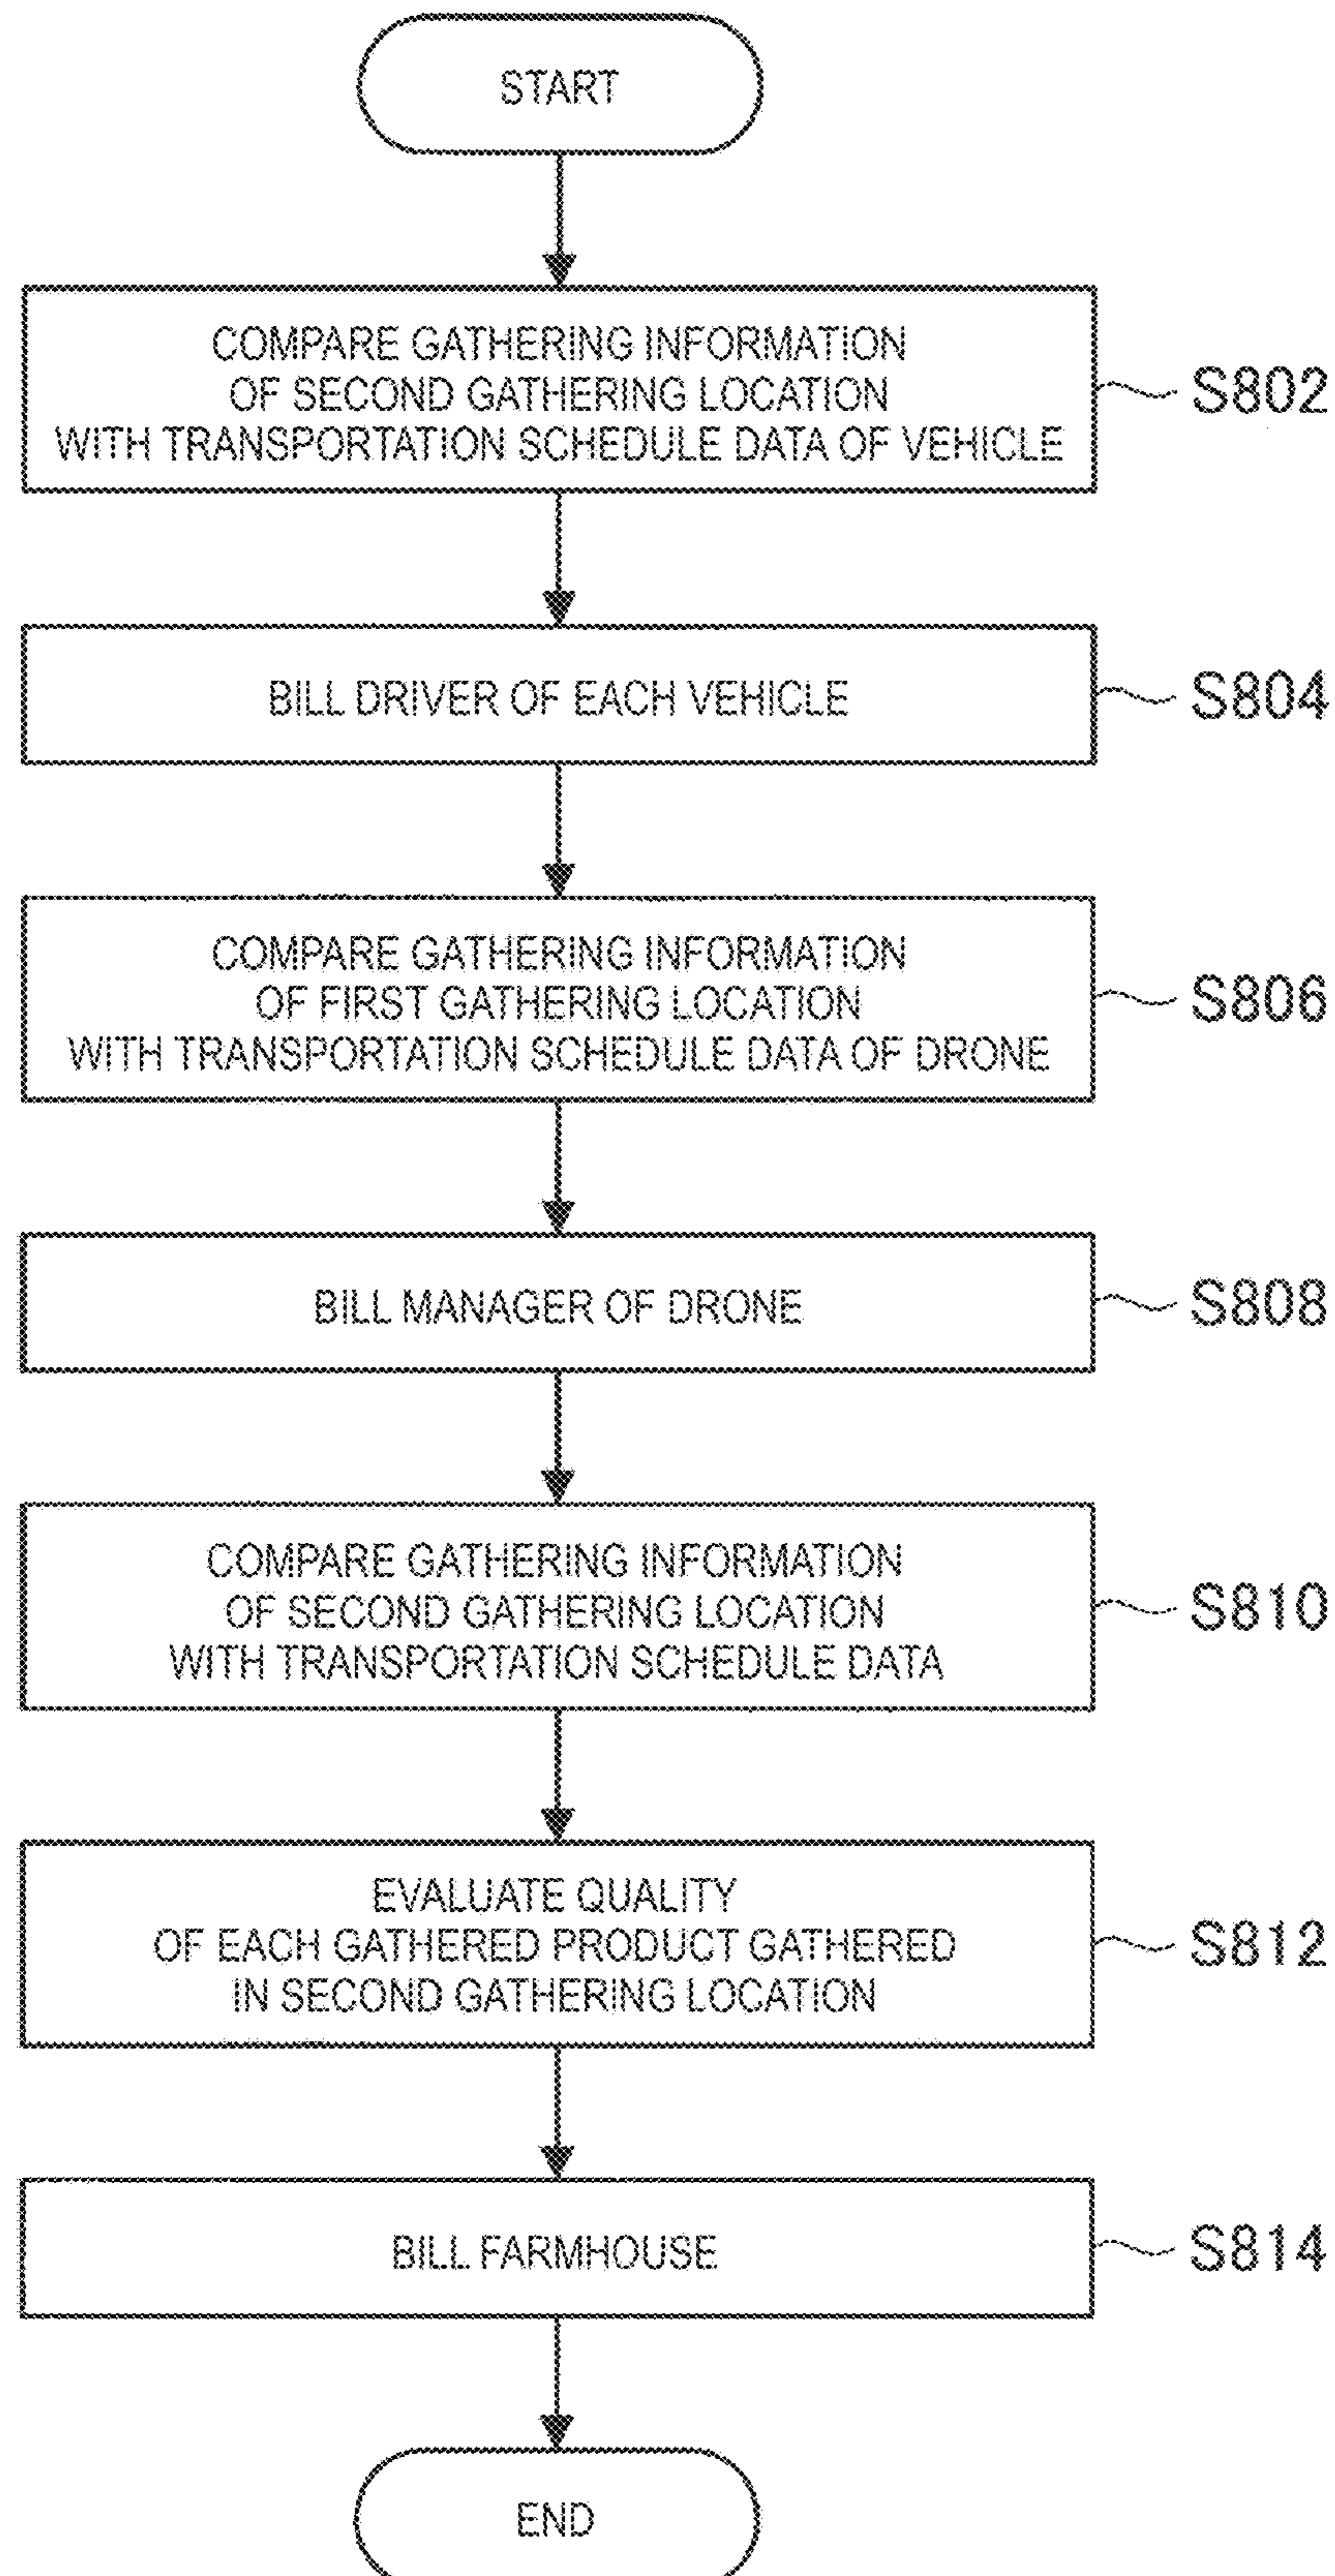 START
COMPARE GATHERING INFORMATION
OF SECOND GATHERING LOCATION
WITH TRANSPORTATION SCHEDULE DATA OF VEHICLE
S802
BILL DRIVER OF EACH VEHICLE
S804
COMPARE GATHERING INFORMATION
OF FIRST GATHERING LOCATION
WITH TRANSPORTATION SCHEDULE DATA OF DRONE
S806
BILL MANAGER OF DRONE
S808
COMPARE GATHERING INFORMATION
OF SECOND GATHERING LOCATION
WITH TRANSPORTATION SCHEDULE DATA
S810
EVALUATE QUALITY
OF EACH GATHERED PRODUCT GATHERED
IN SECOND GATHERING LOCATION
S812
BILL FARMHOUSE
S814
END